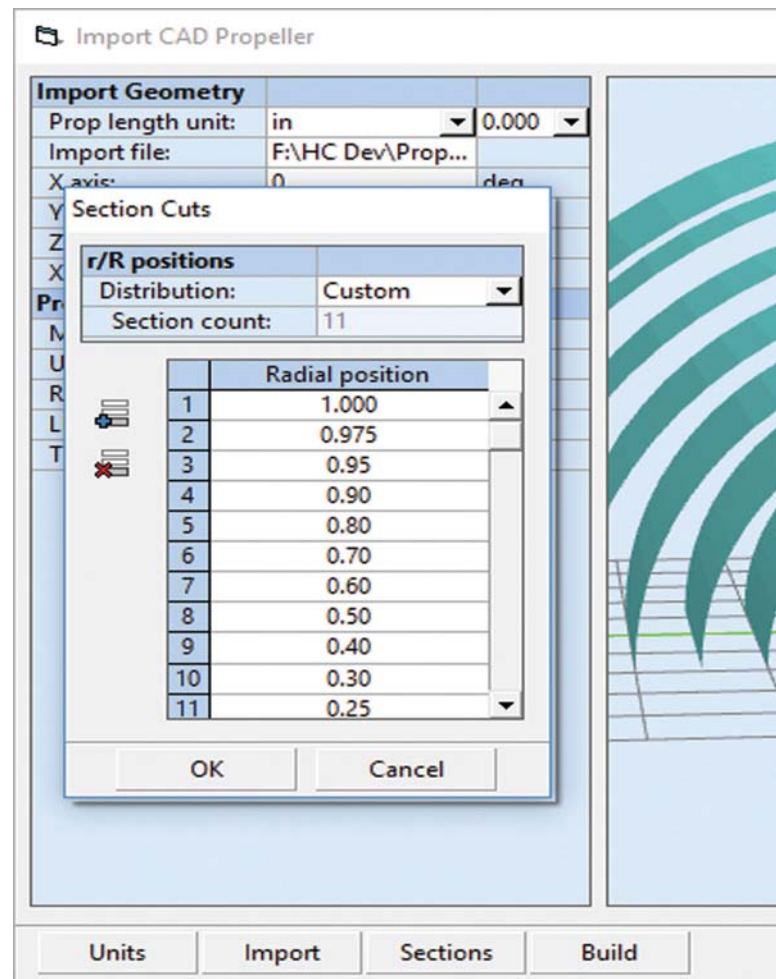 Import CAD Propeller
Import Geometry
Prop length unit: in 0.000
Import file: F:\HC Dev\Prop...
X axis: 0 deg
Y
Z
X
Pr
M
U
R
L
T
Section Cuts
r/R positions
Distribution: Custom
Section count: 11
Radial position
1 1.000
2 0.975
3 0.95
4 0.90
5 0.80
6 0.70
7 0.60
8 0.50
9 0.40
10 0.30
11 0.25
OK Cancel
Units Import Sections Build